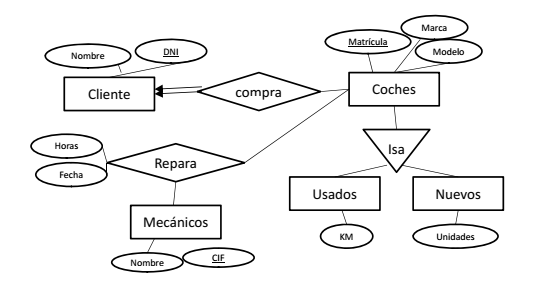 Marca
Nombre
DNI
Matrícula
Modelo
Cliente
compra
Coches
Horas
Repara
Isa
Fecha
Usados
Nuevos
Mecánicos
KM
Unidades
Nombre
CIF